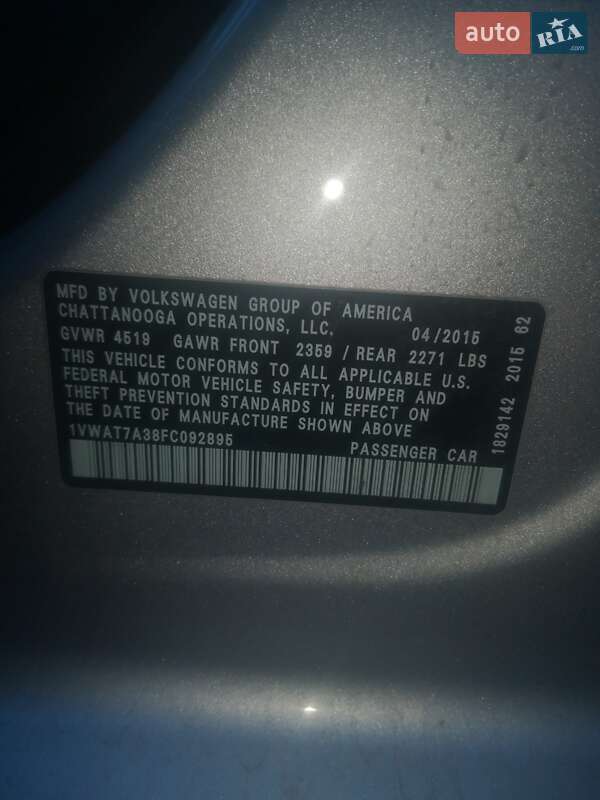 auto RIA .com
MFD BY VOLKSWAGEN GROUP OF AMERICA
CHATTANOOGA OPERATIONS, LLC. 04/2015
GVWR 4519 GAWR FRONT 2359 / REAR 2271 LBS
THIS VEHICLE CONFORMS TO ALL APPLICABLE U.S.
FEDERAL MOTOR VEHICLE SAFETY, BUMPER AND
THEFT PREVENTION STANDARDS IN EFFECT ON
THE DATE OF MANUFACTURE SHOWN ABOVE
1VWAT7A38FC092895 PASSENGER CAR
1829142 2015 62